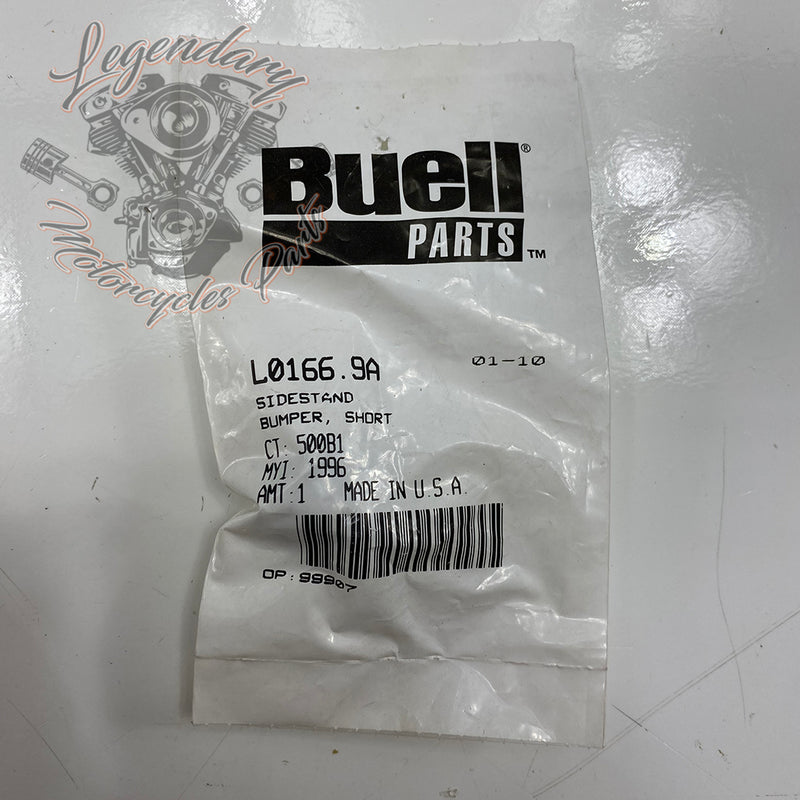 Legendary
Motorcycles Parts
Buell®
PARTS™
L0166.9A
01-10
SIDESTAND
BUMPER, SHORT
CT: 500B1
MYI: 1996
AMT:1 MADE IN U.S.A.
OP:99907